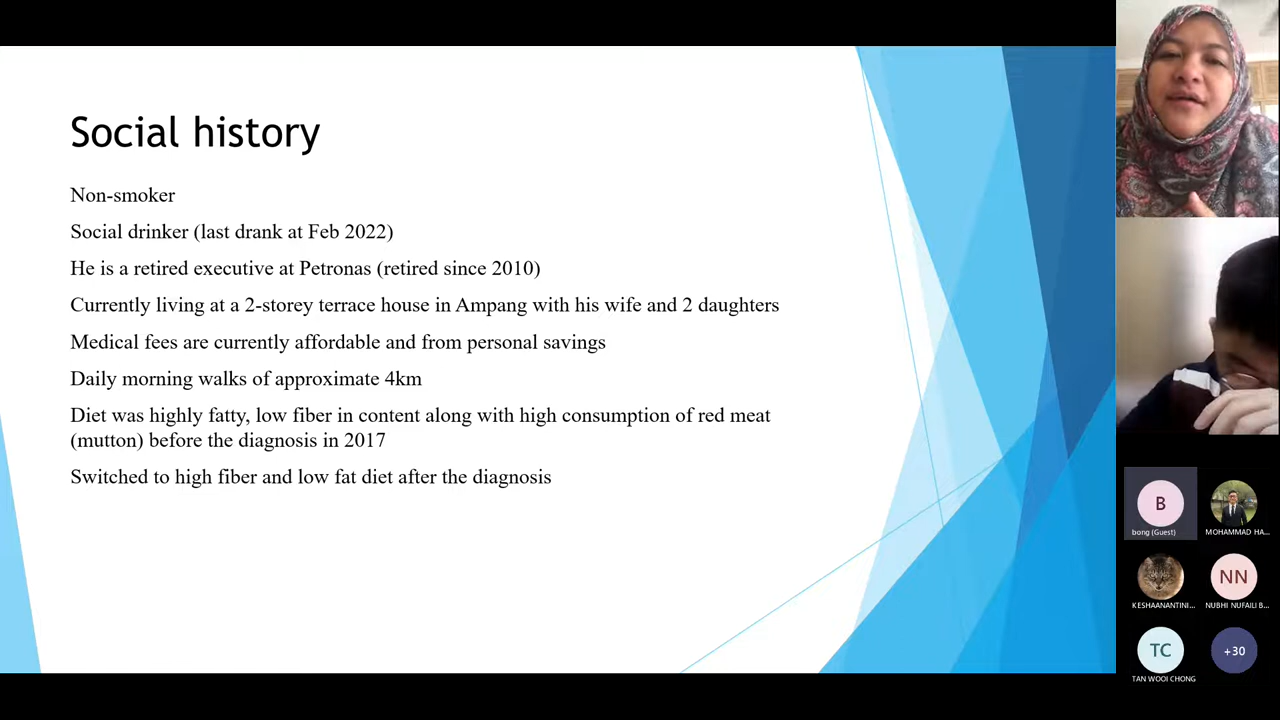 Social history
Non-smoker
Social drinker (last drank at Feb 2022)
He is a retired executive at Petronas (retired since 2010)
Currently living at a 2-storey terrace house in Ampang with his wife and 2 daughters
Medical fees are currently affordable and from personal savings
Daily morning walks of approximate 4km
Diet was highly fatty, low fiber in content along with high consumption of red meat
(mutton) before the diagnosis in 2017
Switched to high fiber and low fat diet after the diagnosis
B
bong (Guest)
MOHAMMAD HA...
KESHAANANTINI...
NN
NUBHI NUFAILI B...
TC
TAN WOOI CHONG
+30